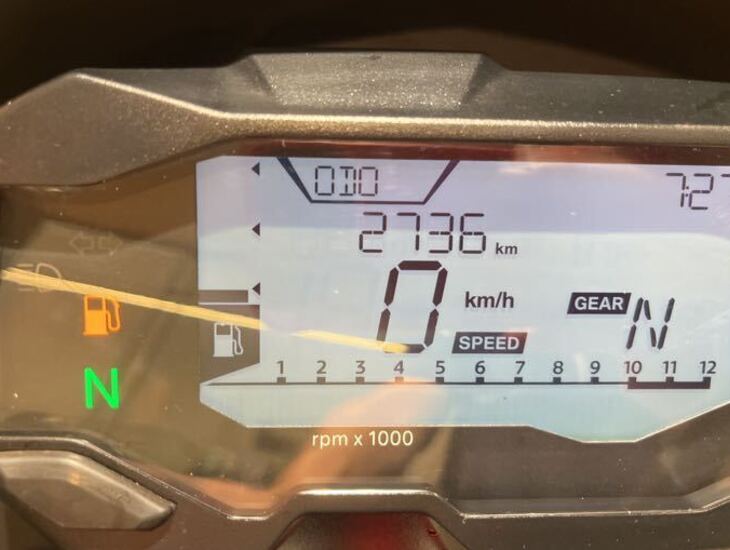 ODO
7:27
2736 km
0 km/h
SPEED
GEAR N
N
1 2 3 4 5 6 7 8 9 10 11 12
rpm x 1000